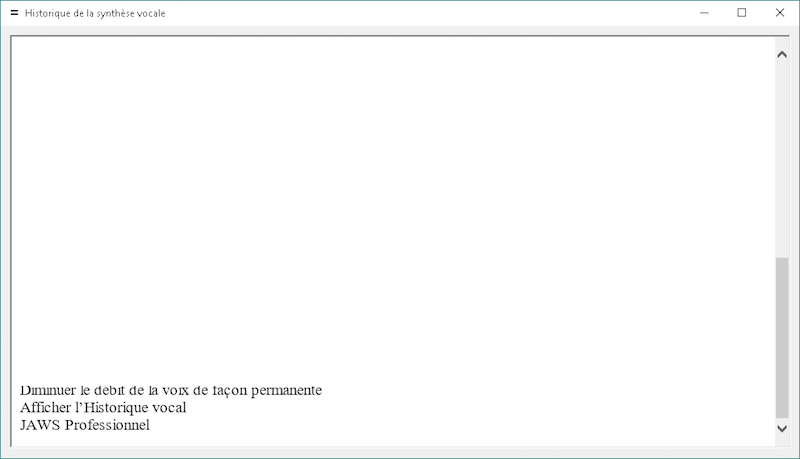 Historique de la synthèse vocale
Diminuer le débit de la voix de façon permanente
Afficher l’Historique vocal
JAWS Professionnel